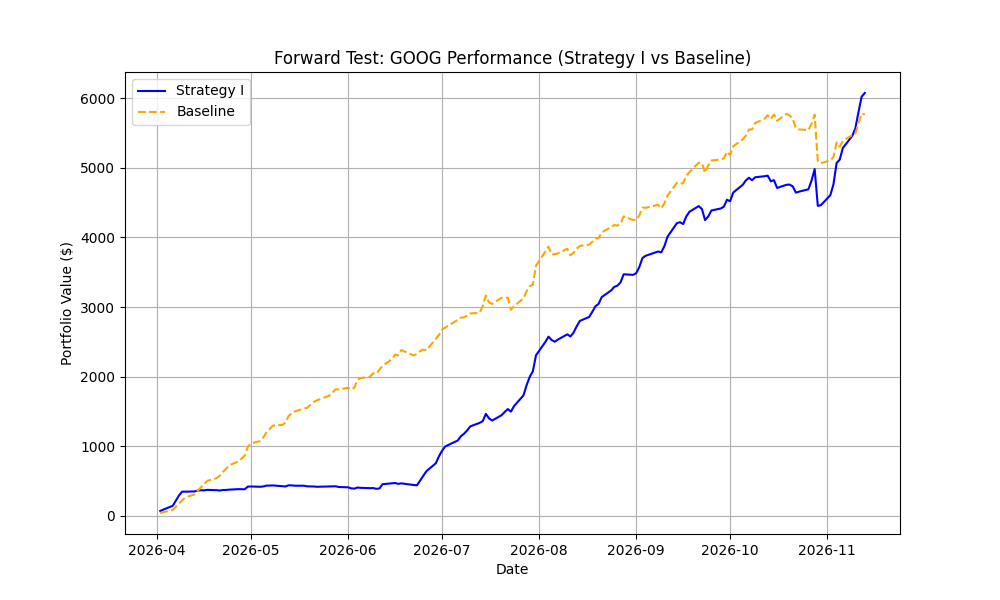 Forward Test: GOOG Performance (Strategy I vs Baseline)
Strategy I
Baseline
Portfolio Value ($)
6000
5000
4000
3000
2000
1000
0
2026-04 2026-05 2026-06 2026-07 2026-08 2026-09 2026-10 2026-11
Date